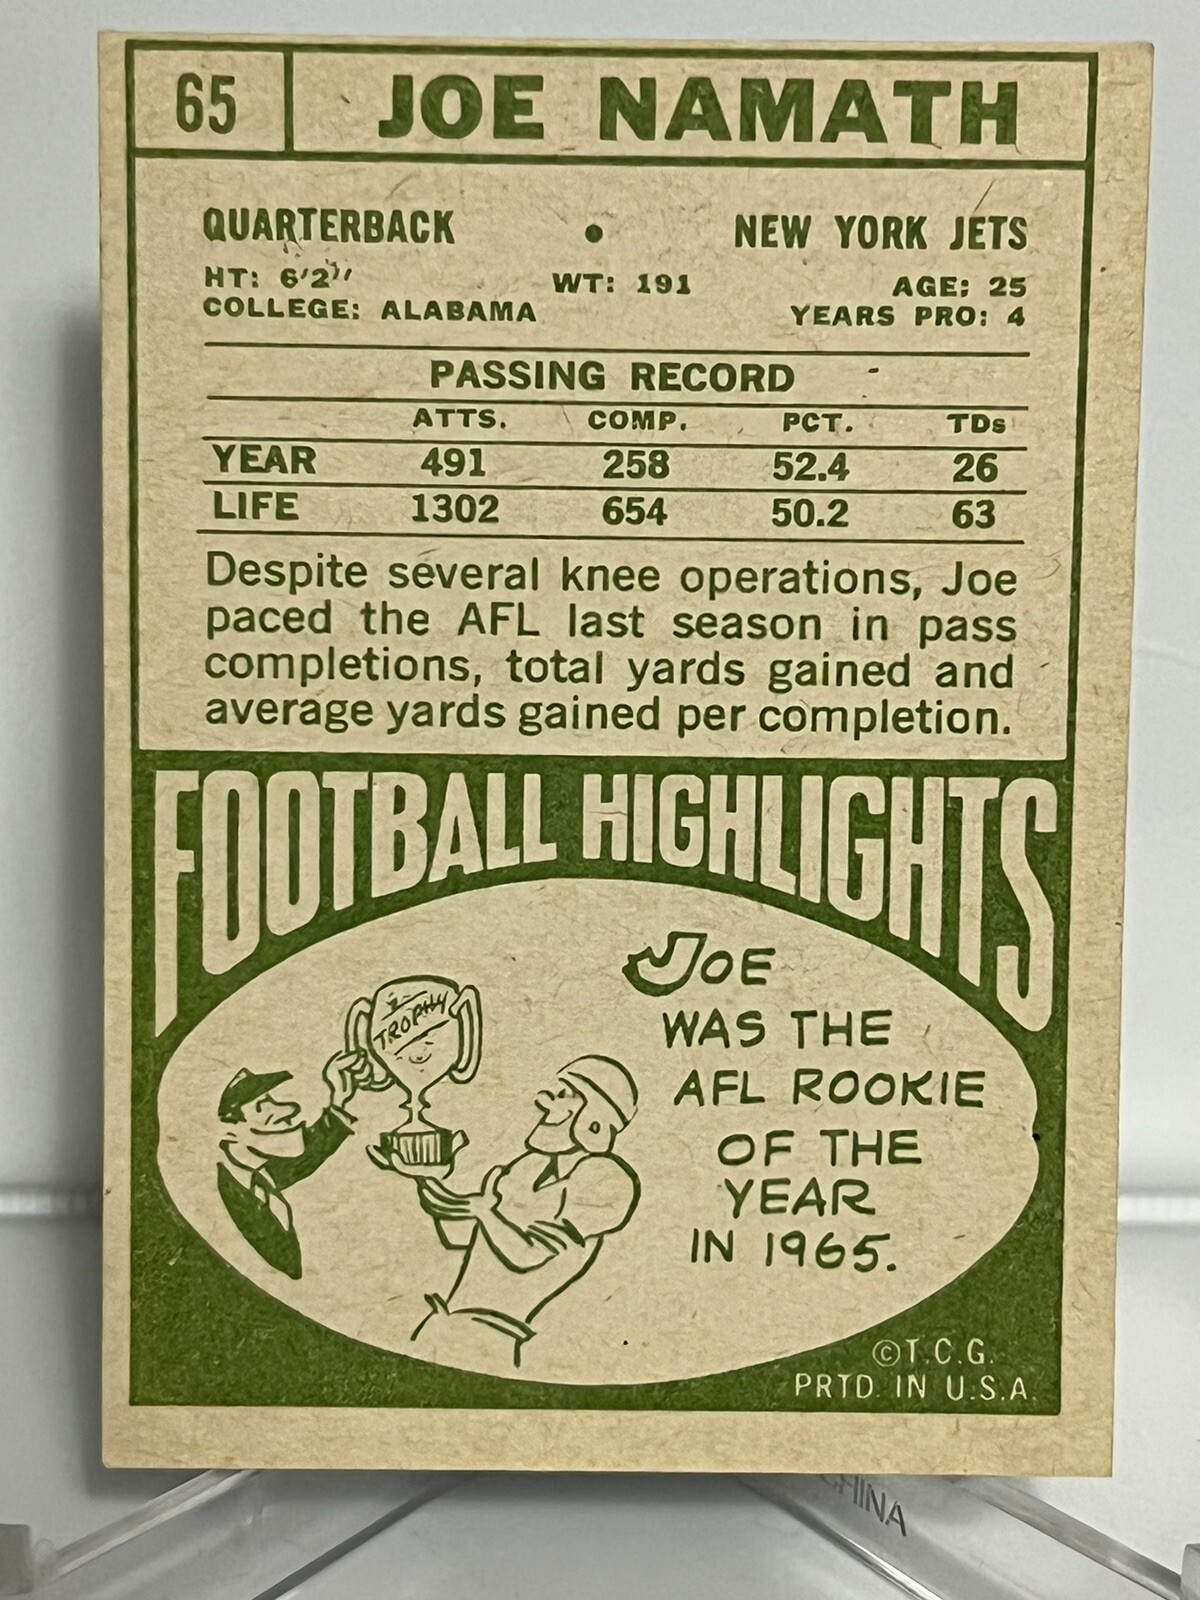 65 JOE NAMATH
QUARTERBACK • NEW YORK JETS
HT: 6'2" WT: 191 AGE: 25
COLLEGE: ALABAMA YEARS PRO: 4
PASSING RECORD
ATTS. COMP. PCT. TDs
YEAR 491 258 52.4 26
LIFE 1302 654 50.2 63
Despite several knee operations, Joe
paced the AFL last season in pass
completions, total yards gained and
average yards gained per completion.
FOOTBALL HIGHLIGHTS
TROPHY
JOE
WAS THE
AFL ROOKIE
OF THE
YEAR
IN 1965.
©T.C.G.
PRTD. IN U.S.A.
CHINA